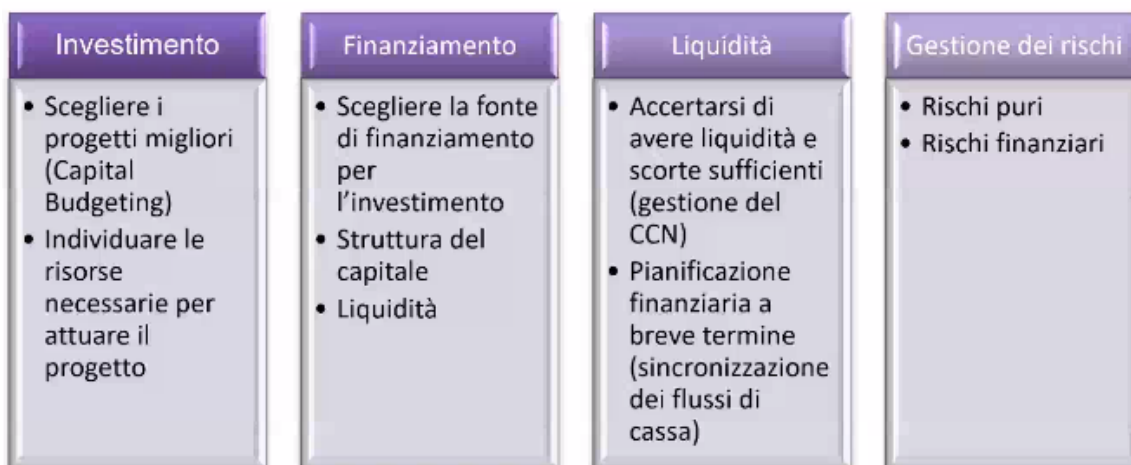 Investimento
• Scegliere i
progetti migliori
(Capital
Budgeting)
• Individuare le
risorse
necessarie per
attuare il
progetto
Finanziamento
• Scegliere la fonte
di finanziamento
per
l'investimento
• Struttura del
capitale
• Liquidità
Liquidità
• Accertarsi di
avere liquidità e
scorte sufficienti
(gestione del
CCN)
• Pianificazione
finanziaria a
breve termine
(sincronizzazione
dei flussi di
cassa)
Gestione dei rischi
• Rischi puri
• Rischi finanziari